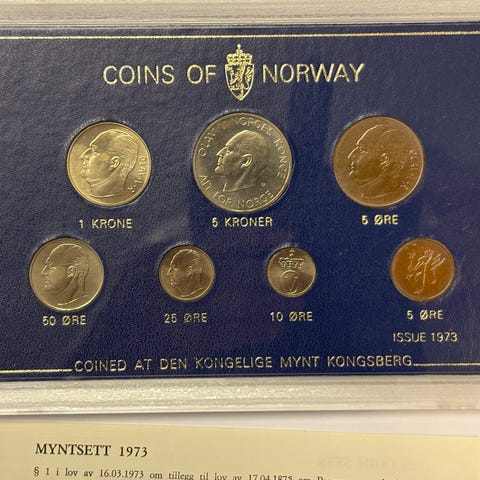 COINS OF NORWAY
OLAV V
OLAV V NORGES KONGE
ALT FOR NORGE
OLAV V
1 KRONE
5 KRONER
5 ØRE
50 ØRE
25 ØRE
10 ØRE
5 ØRE
ISSUE 1973
COINED AT DEN KONGELIGE MYNT KONGSBERG
MYNTSETT 1973
§ 1 i lov av 16.03.1973 om tillegg til lov av 17.04.1875 om